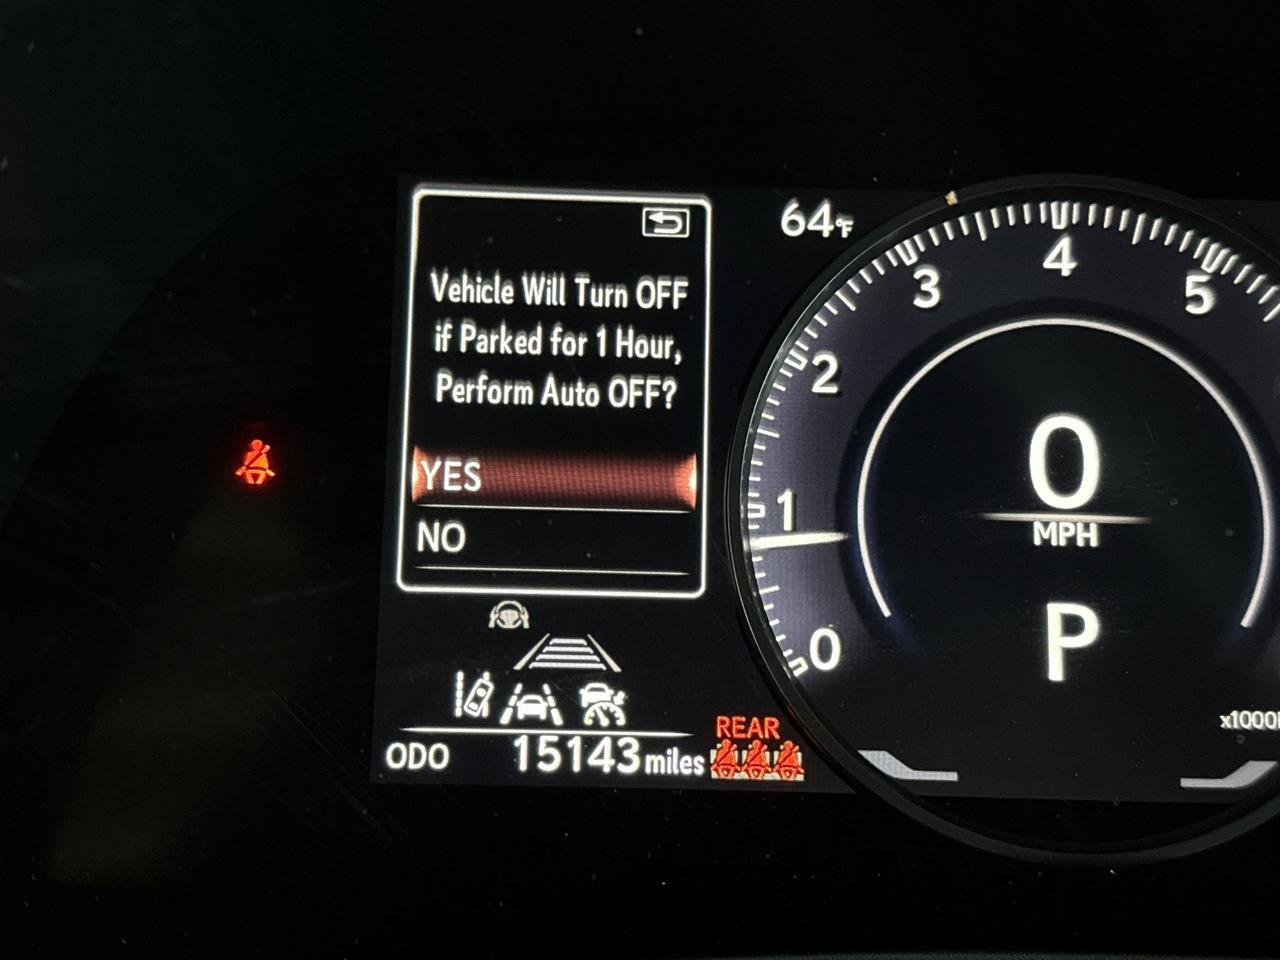 Vehicle Will Turn OFF
if Parked for 1 Hour,
Perform Auto OFF?
YES
NO
64°F
0
1
2
3
4
5
0
MPH
P
ODO 15143 miles
REAR